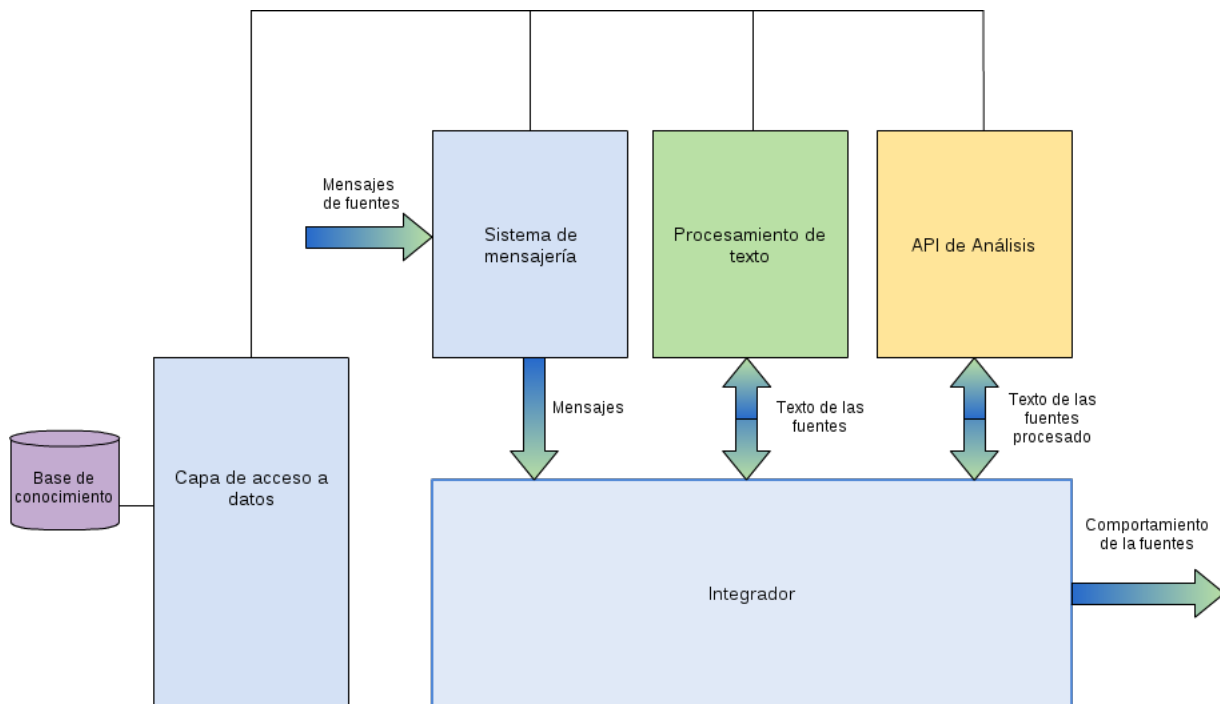 Mensajes
de fuentes
Sistema de
mensajería
Procesamiento de
texto
API de Análisis
Mensajes
Texto de las
fuentes
Texto de las
fuentes
procesado
Base de
conocimiento
Capa de acceso a
datos
Integrador
Comportamiento
de la fuentes